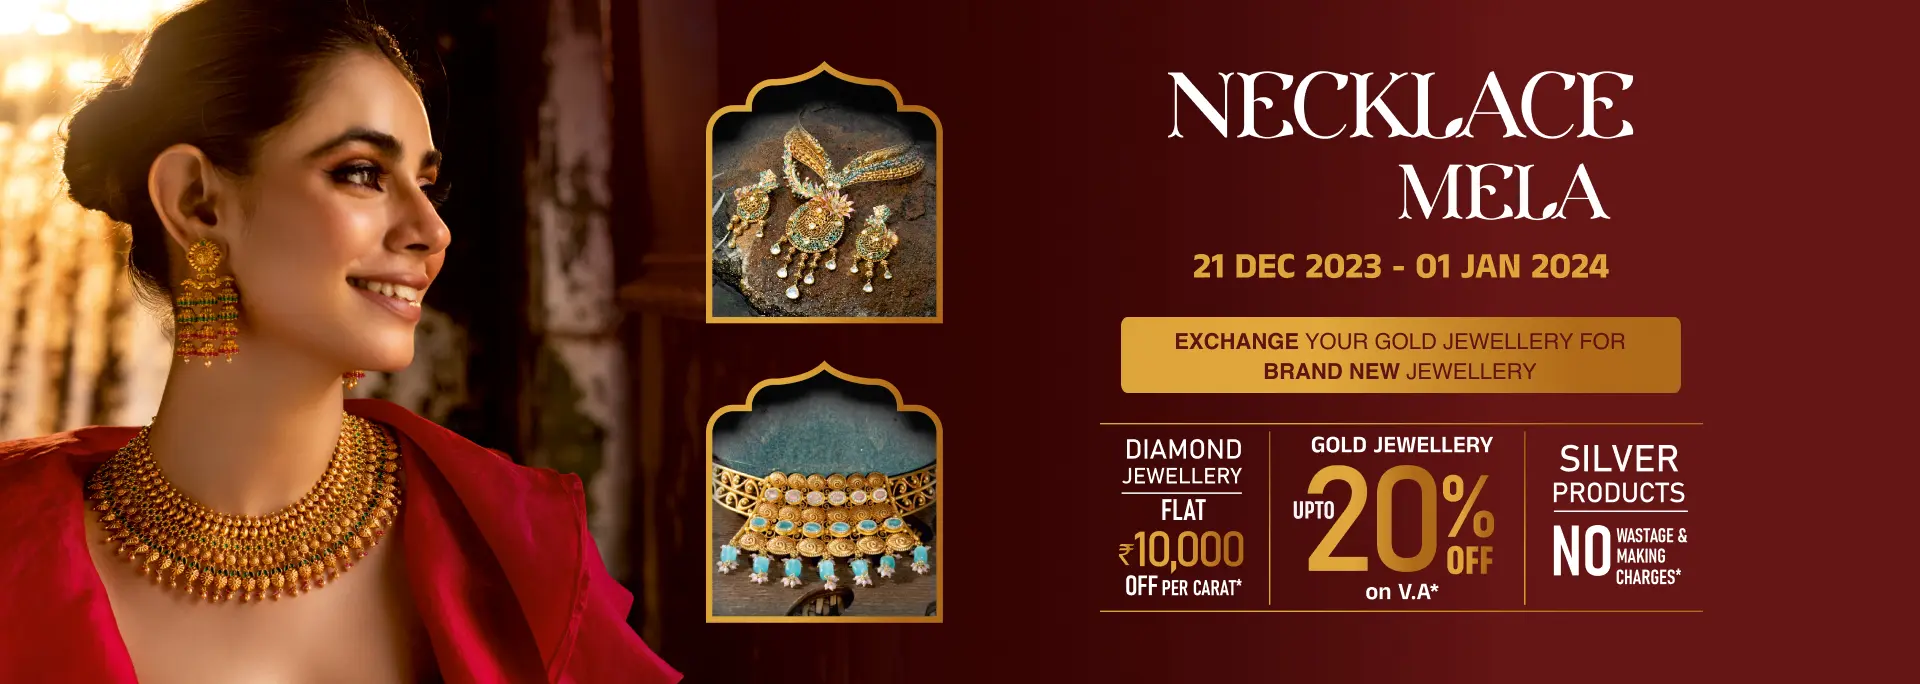 NECKLACE
MELA
21 DEC 2023 - 01 JAN 2024
EXCHANGE YOUR GOLD JEWELLERY FOR
BRAND NEW JEWELLERY
DIAMOND
JEWELLERY
FLAT
₹10,000
OFF PER CARAT*
GOLD JEWELLERY
UPTO 20% OFF
on V.A*
SILVER
PRODUCTS
NO WASTAGE &
MAKING
CHARGES*